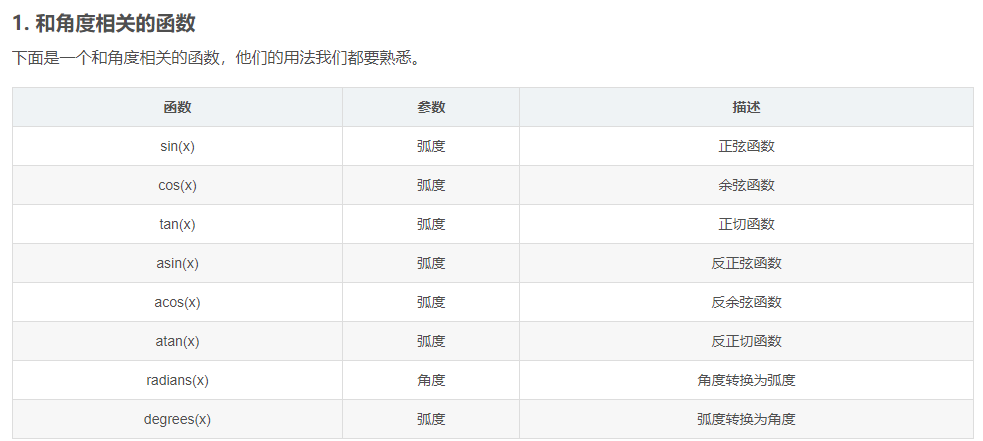 1. 和角度相关的函数
下面是一个和角度相关的函数，他们的用法我们都要熟悉。
函数 参数 描述
sin(x) 弧度 正弦函数
cos(x) 弧度 余弦函数
tan(x) 弧度 正切函数
asin(x) 弧度 反正弦函数
acos(x) 弧度 反余弦函数
atan(x) 弧度 反正切函数
radians(x) 角度 角度转换为弧度
degrees(x) 弧度 弧度转换为角度